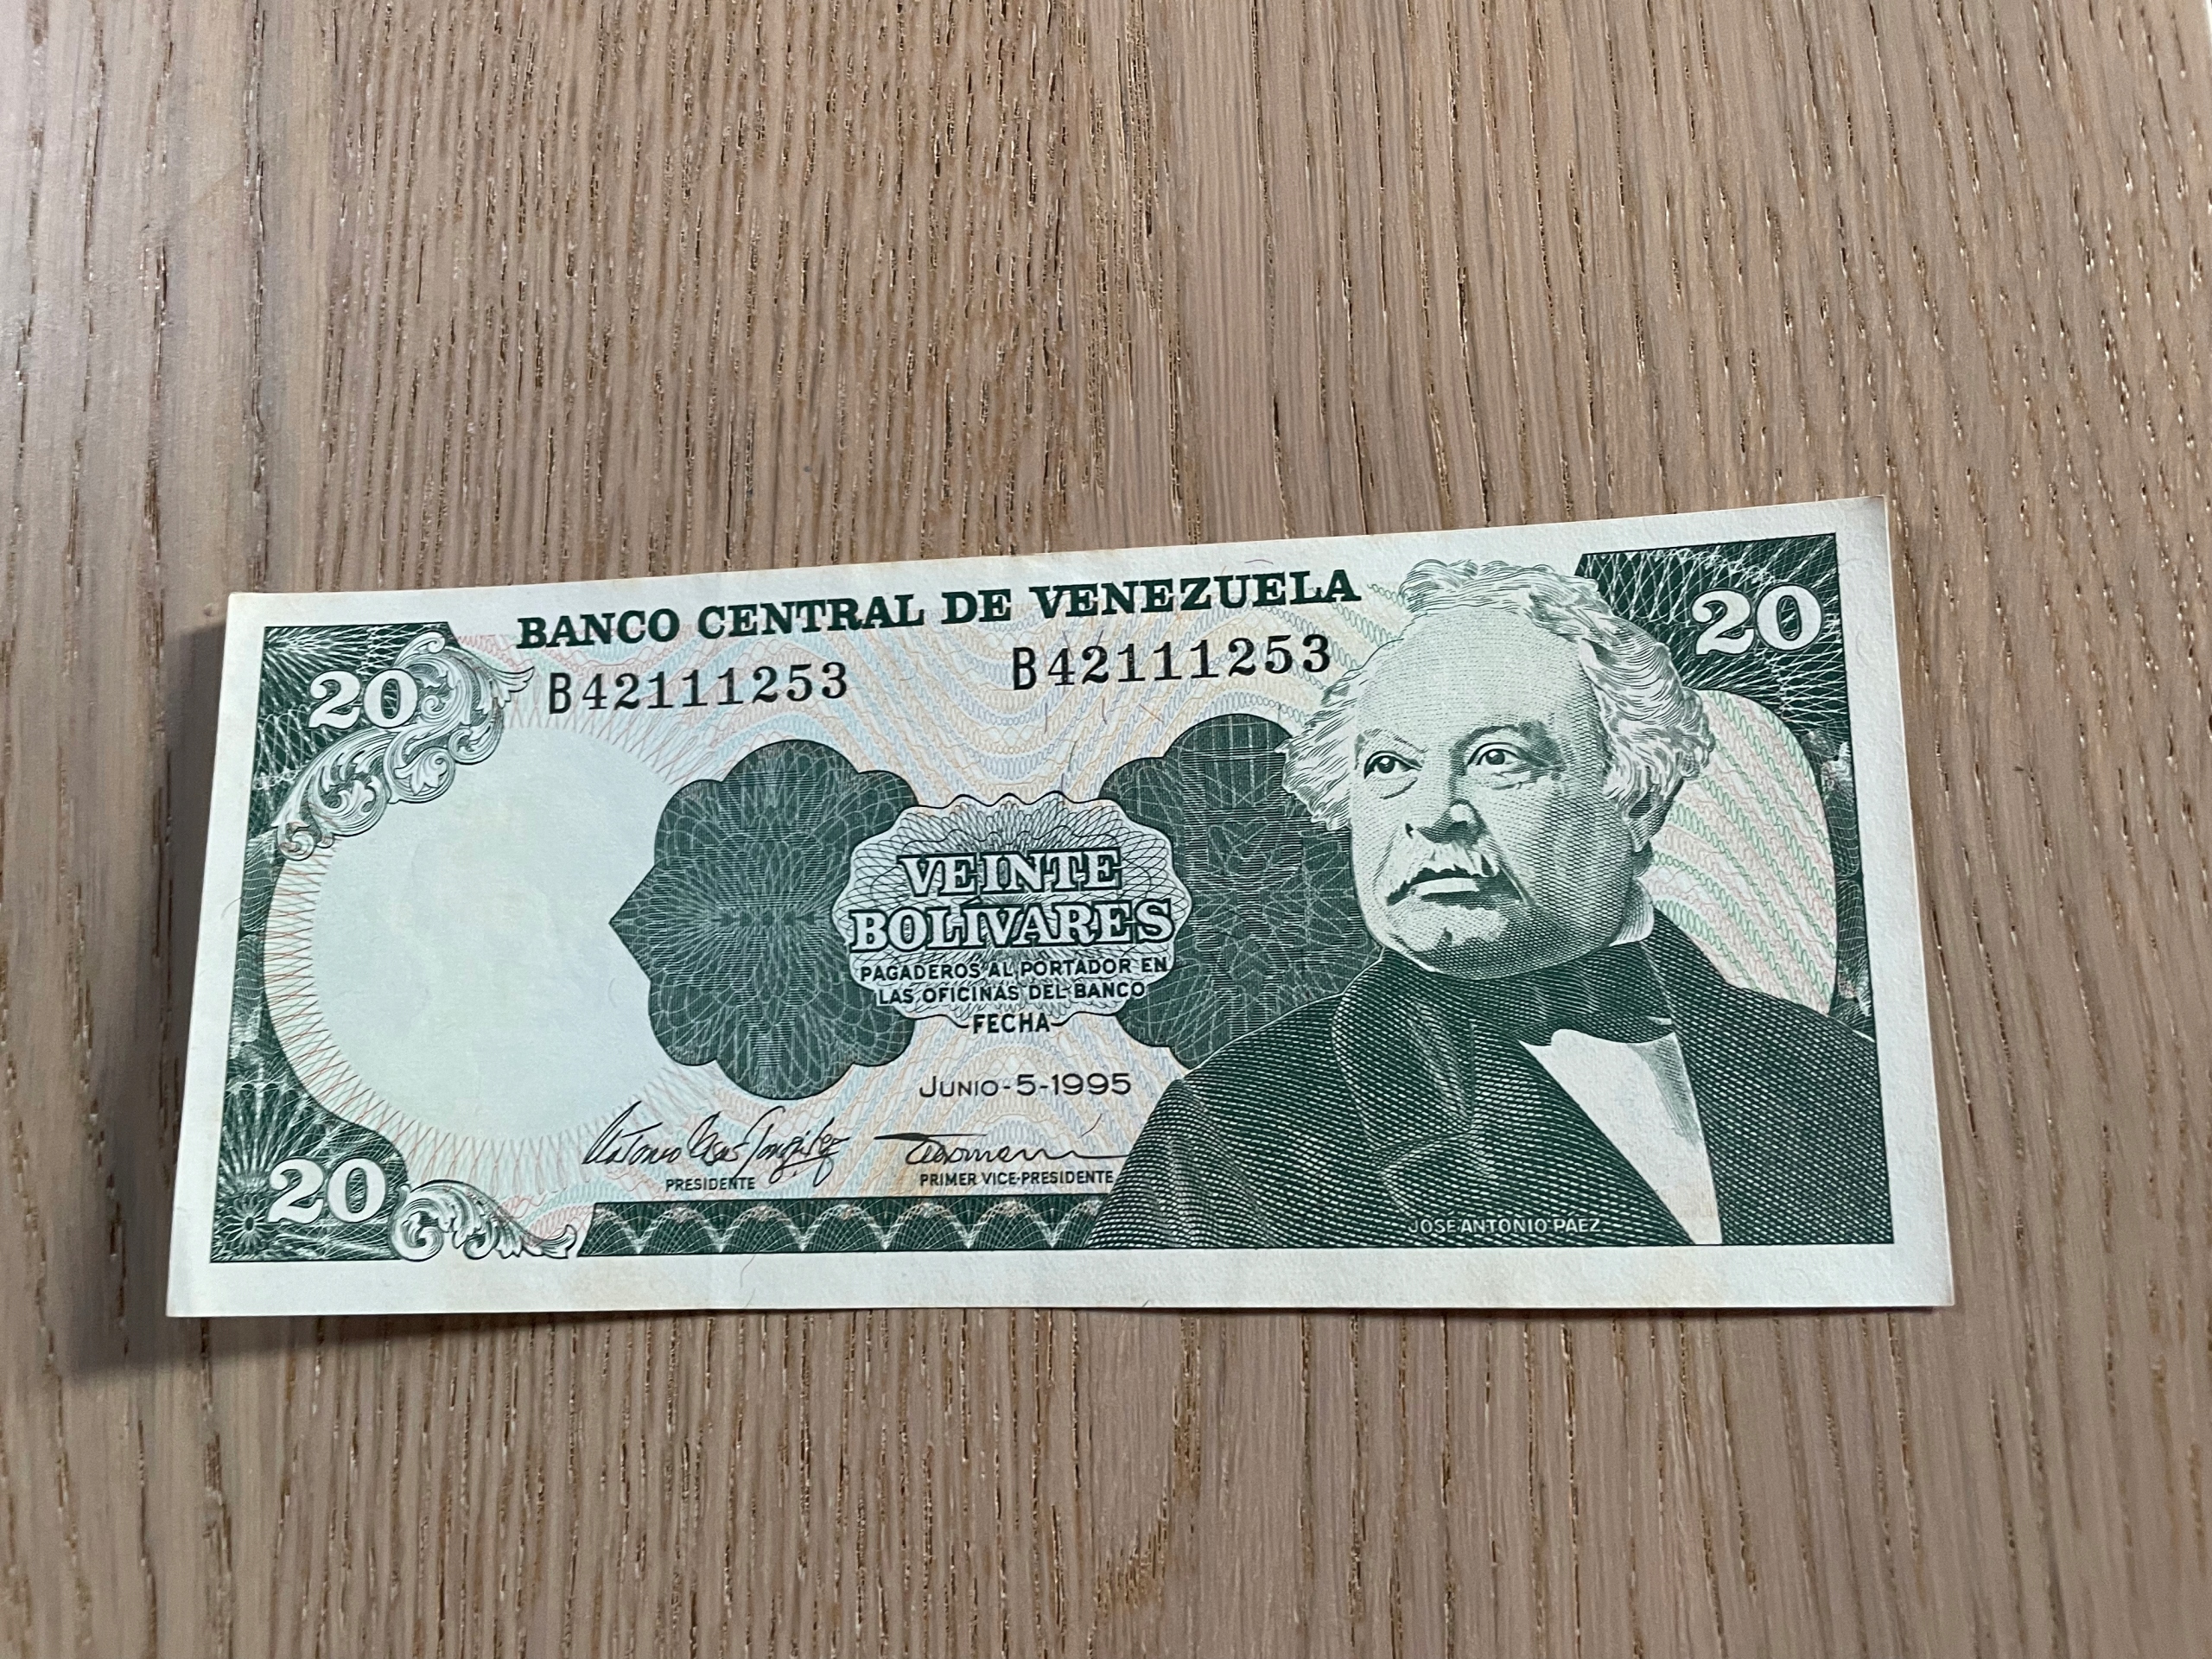 BANCO CENTRAL DE VENEZUELA
20
20
B42111253
B42111253
VEINTE
BOLÍVARES
PAGADEROS AL PORTADOR EN
LAS OFICINAS DEL BANCO
FECHA
JUNIO-5-1995
PRESIDENTE
PRIMER VICE-PRESIDENTE
20
JOSE ANTONIO PAEZ